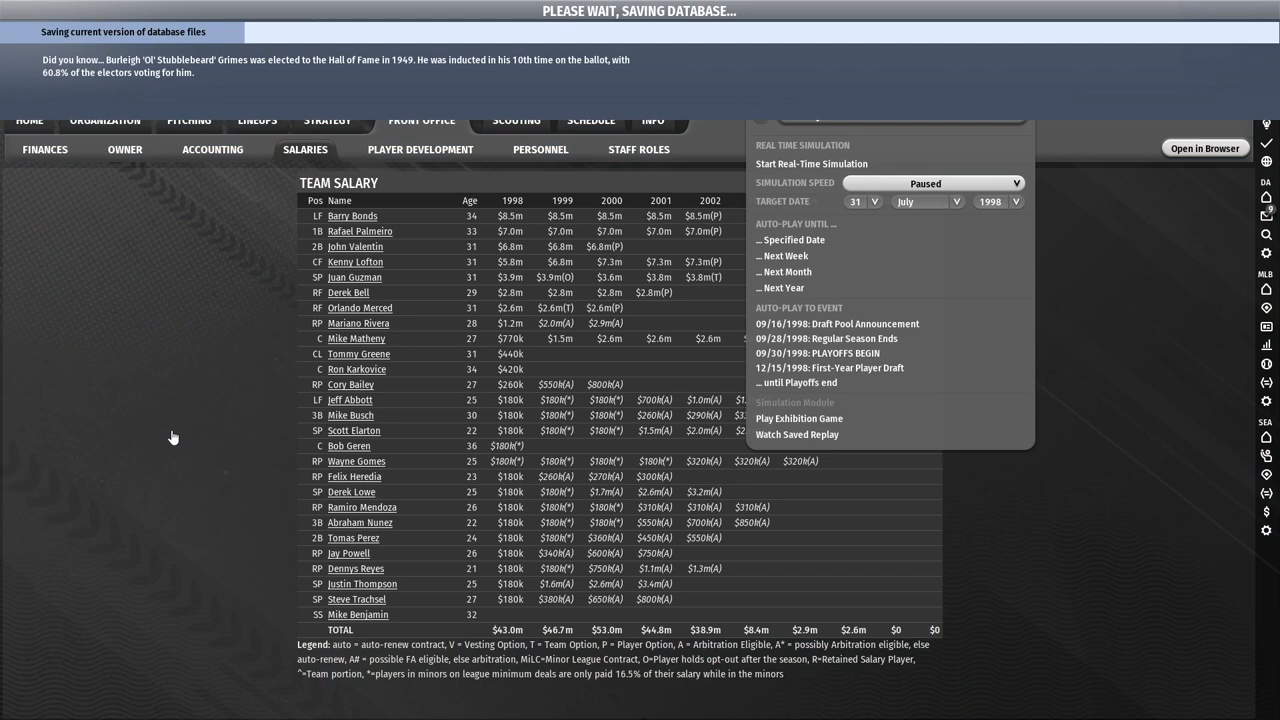 PLEASE WAIT, SAVING DATABASE...
Saving current version of database files
Did you know... Burleigh 'Ol' Stubblebeard' Grimes was elected to the Hall of Fame in 1949. He was inducted in his 10th time on the ballot, with
60.8% of the electors voting for him.
HOME ORGANIZATION PITCHING LINEUPS STRATEGY FRONT OFFICE SCOUTING SCHEDULE INFO
FINANCES OWNER ACCOUNTING SALARIES PLAYER DEVELOPMENT PERSONNEL STAFF ROLES Open in Browser
REAL TIME SIMULATION
Start Real-Time Simulation
SIMULATION SPEED Paused
TARGET DATE 31 July 1998
AUTO-PLAY UNTIL ...
... Specified Date
... Next Week
... Next Month
... Next Year
AUTO-PLAY TO EVENT
09/16/1998: Draft Pool Announcement
09/28/1998: Regular Season Ends
09/30/1998: PLAYOFFS BEGIN
12/15/1998: First-Year Player Draft
... until Playoffs end
Simulation Module
Play Exhibition Game
Watch Saved Replay
DA
9
MLB
SEA
TEAM SALARY
Pos Name Age 1998 1999 2000 2001 2002
LF Barry Bonds 34 $8.5m $8.5m $8.5m $8.5m $8.5m(P)
1B Rafael Palmeiro 33 $7.0m $7.0m $7.0m $7.0m $7.0m(P)
2B John Valentin 31 $6.8m $6.8m $6.8m(P)
CF Kenny Lofton 31 $5.8m $6.8m $7.3m $7.3m $7.3m(P)
SP Juan Guzman 31 $3.9m $3.9m(O) $3.6m $3.8m $3.8m(T)
RF Derek Bell 29 $2.8m $2.8m $2.8m $2.8m(P)
RF Orlando Merced 31 $2.6m $2.6m(T) $2.6m(P)
RP Mariano Rivera 28 $1.2m $2.0m(A) $2.9m(A)
C Mike Matheny 27 $770k $1.5m $2.6m $2.6m $2.6m
CL Tommy Greene 31 $440k
C Ron Karkovice 34 $420k
RP Cory Bailey 27 $260k $550k(A) $800k(A)
LF Jeff Abbott 25 $180k $180k(*) $180k(*) $700k(A) $1.0m(A)
3B Mike Busch 30 $180k $180k(*) $180k(*) $260k(A) $290k(A)
SP Scott Elarton 22 $180k $180k(*) $180k(*) $1.5m(A) $2.0m(A)
C Bob Geren 36 $180k(*)
RP Wayne Gomes 25 $180k(*) $180k(*) $180k(*) $180k(*) $320k(A) $320k(A) $320k(A)
RP Felix Heredia 23 $180k $260k(A) $270k(A) $300k(A)
SP Derek Lowe 25 $180k $180k(*) $1.7m(A) $2.6m(A) $3.2m(A)
RP Ramiro Mendoza 26 $180k $180k(*) $180k(*) $310k(A) $310k(A) $310k(A)
3B Abraham Nunez 22 $180k $180k(*) $180k(*) $550k(A) $700k(A) $850k(A)
2B Tomas Perez 24 $180k $180k(*) $360k(A) $450k(A) $550k(A)
RP Jay Powell 26 $180k $340k(A) $600k(A) $750k(A)
RP Dennys Reyes 21 $180k $180k(*) $750k(A) $1.1m(A) $1.3m(A)
SP Justin Thompson 25 $180k $1.6m(A) $2.6m(A) $3.4m(A)
SP Steve Trachsel 27 $180k $380k(A) $650k(A) $800k(A)
SS Mike Benjamin 32
TOTAL $43.0m $46.7m $53.0m $44.8m $38.9m $8.4m $2.9m $2.6m $0 $0
Legend: auto = auto-renew contract, V = Vesting Option, T = Team Option, P = Player Option, A = Arbitration Eligible, A* = possibly Arbitration eligible, else
auto-renew, A# = possible FA eligible, else arbitration, MiLC=Minor League Contract, O=Player holds opt-out after the season, R=Retained Salary Player,
^=Team portion, *=players in minors on league minimum deals are only paid 16.5% of their salary while in the minors